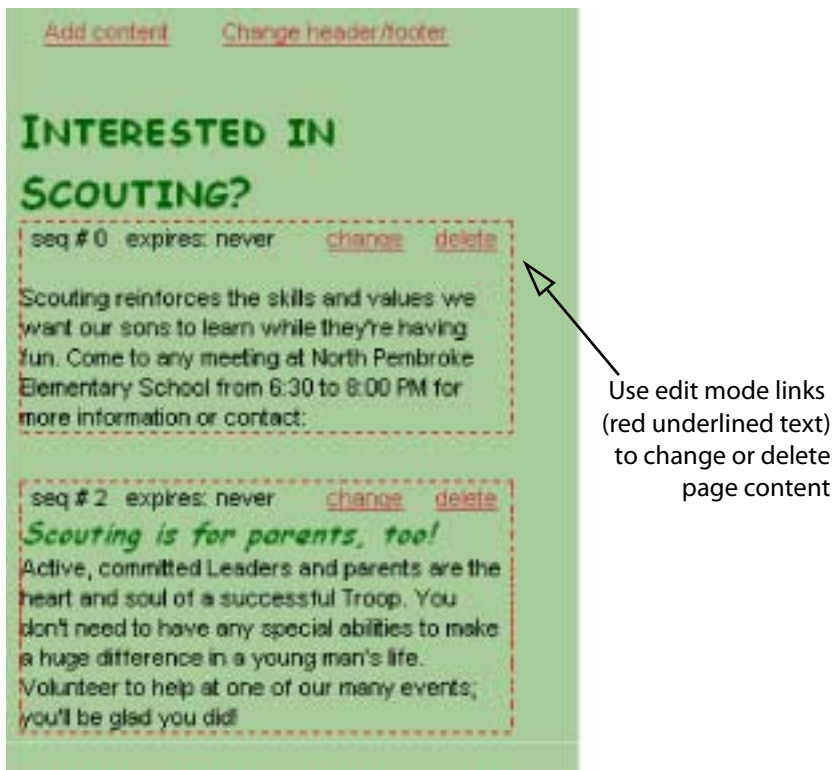 Add content Change header/footer
INTERESTED IN
SCOUTING?
seq # 0 expires: never change delete
Scouting reinforces the skills and values we
want our sons to learn while they're having
fun. Come to any meeting at North Pembroke
Elementary School from 6:30 to 8:00 PM for
more information or contact:
seq # 2 expires: never change delete
Scouting is for parents, too!
Active, committed Leaders and parents are the
heart and soul of a successful Troop. You
don't need to have any special abilities to make
a huge difference in a young man's life.
Volunteer to help at one of our many events;
you'll be glad you did!
Use edit mode links
(red underlined text)
to change or delete
page content